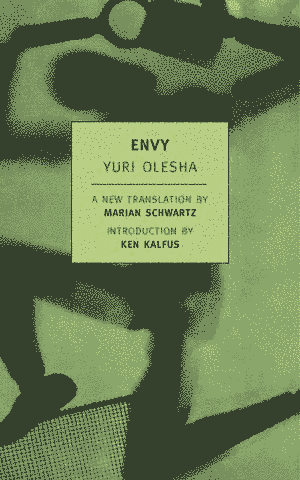 ENVY
YURI OLESHA
A NEW TRANSLATION BY
MARIAN SCHWARTZ
INTRODUCTION BY
KEN KALFUS